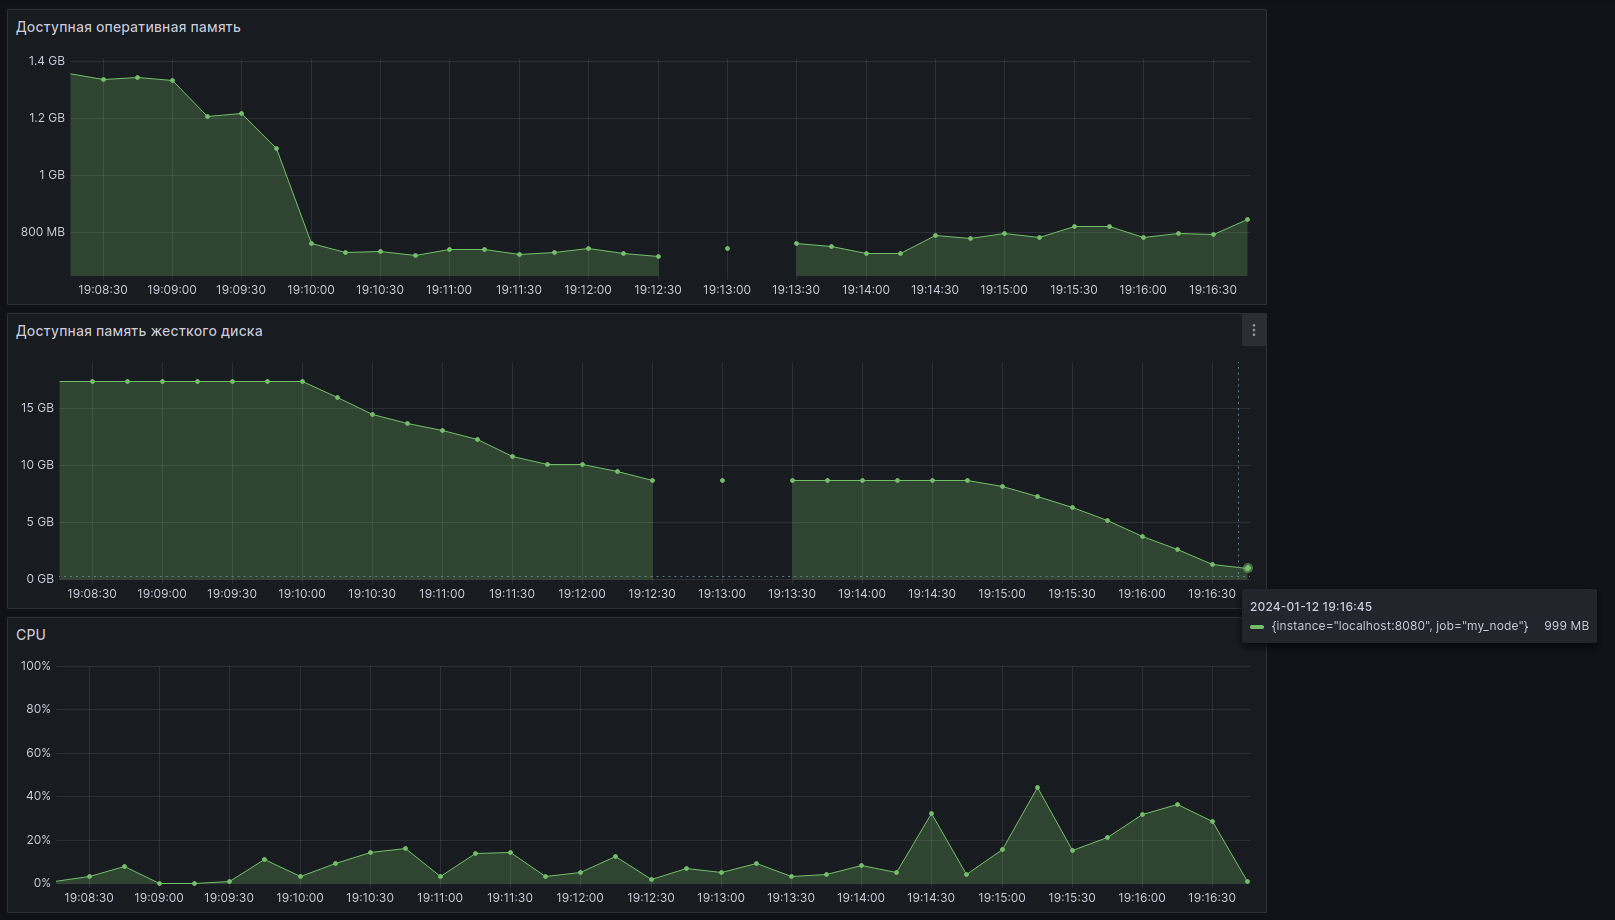 Доступная оперативная память
1.4 GB
1.2 GB
1 GB
800 MB
19:08:30 19:09:00 19:09:30 19:10:00 19:10:30 19:11:00 19:11:30 19:12:00 19:12:30 19:13:00 19:13:30 19:14:00 19:14:30 19:15:00 19:15:30 19:16:00 19:16:30
Доступная память жесткого диска
15 GB
10 GB
5 GB
0 GB
19:08:30 19:09:00 19:09:30 19:10:00 19:10:30 19:11:00 19:11:30 19:12:00 19:12:30 19:13:00 19:13:30 19:14:00 19:14:30 19:15:00 19:15:30 19:16:00 19:16:30
2024-01-12 19:16:45
{instance="localhost:8080", job="my_node"} 999 MB
CPU
100%
80%
60%
40%
20%
0%
19:08:30 19:09:00 19:09:30 19:10:00 19:10:30 19:11:00 19:11:30 19:12:00 19:12:30 19:13:00 19:13:30 19:14:00 19:14:30 19:15:00 19:15:30 19:16:00 19:16:30